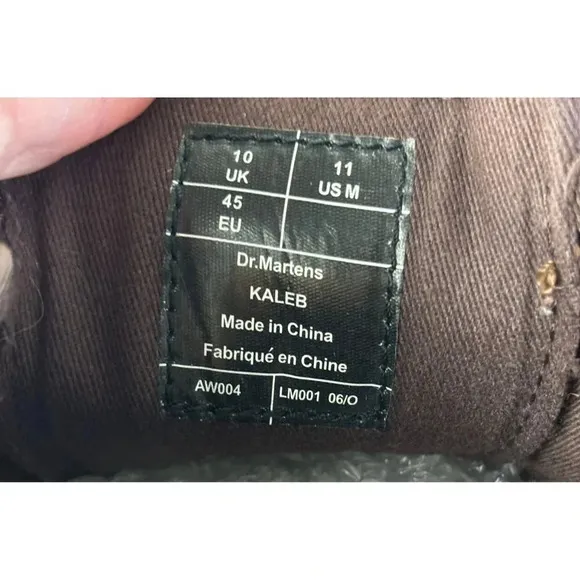 10 11
UK US M
45
EU
Dr.Martens
KALEB
Made in China
Fabriqué en Chine
AW004 LM001 06/O